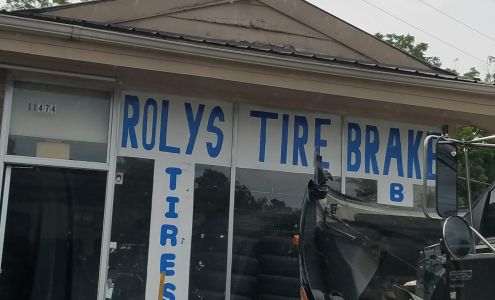 11474
ROLYS TIRE BRAKE
TIRES
B